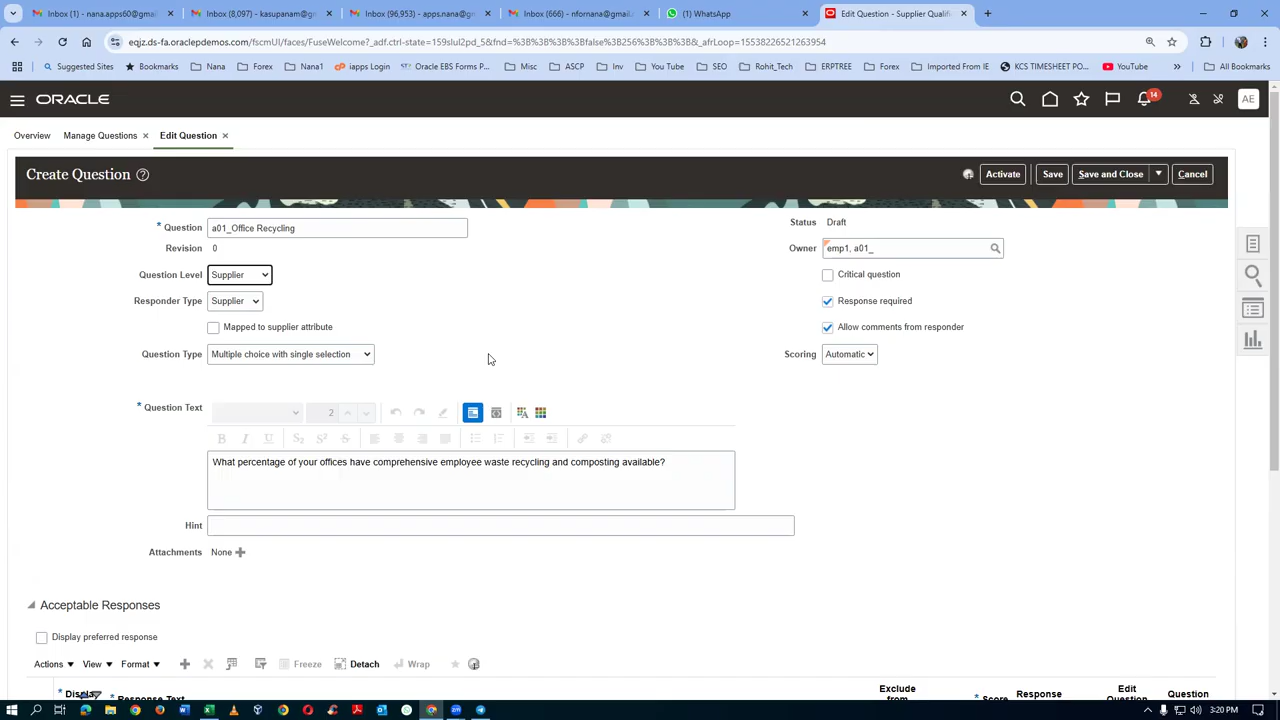 Inbox (1) - nana.apps60@gmail
Inbox (8,097) - kasupanam@gm
Inbox (96,953) - apps.employee
Inbox (666) - nfornana@gmail.
(1) WhatsApp
Edit Question - Supplier Qualifi
eqjz.ds-fa.oraclepdemos.com/fscmUI/faces/FuseWelcome?_adf.ctrl-state=159slul2pd_5&fnd=%3B%3B%3B%3Bfalse%3B256%3B%3B%3B&_afrLoop=15538226521263954
Suggested Sites
Bookmarks
Nana
Forex
Nana1
iapps Login
Oracle EBS Forms P...
Misc
ASCP
Inv
You Tube
SEO
Rohit_Tech
ERPTREE
Forex
Imported From IE
KCS TIMESHEET PO...
YouTube
All Bookmarks
ORACLE
14
AE
Overview
Manage Questions
Edit Question
Create Question
Activate
Save
Save and Close
Cancel
* Question a01_Office Recycling
Revision 0
Question Level Supplier
Responder Type Supplier
Mapped to supplier attribute
Question Type Multiple choice with single selection
Status Draft
Owner emp1, a01_
Critical question
Response required
Allow comments from responder
Scoring Automatic
* Question Text
2
B I U S2 S2 S
What percentage of your offices have comprehensive employee waste recycling and composting available?
Hint
Attachments None
Acceptable Responses
Display preferred response
Actions View Format Freeze Detach Wrap
* Response Text
Exclude
from
* Score
Response
Edit
Question
Question
3:20 PM